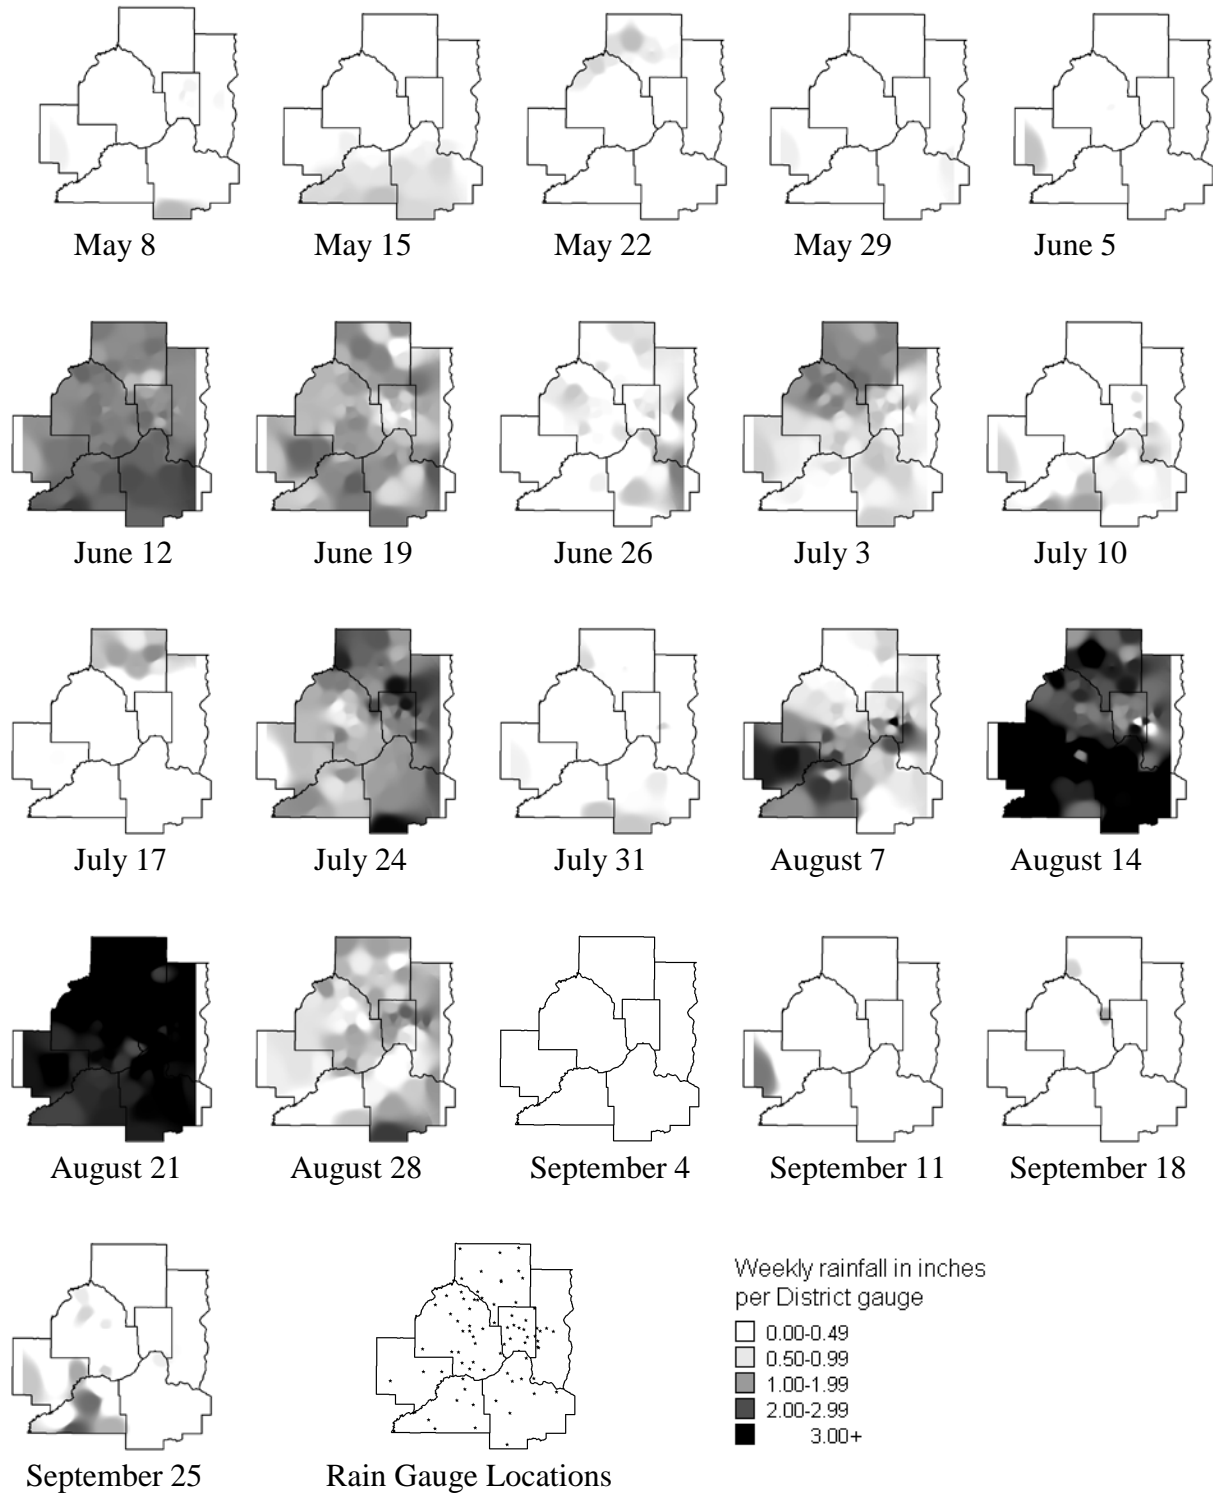 May 8
May 15
May 22
May 29
June 5
June 12
June 19
June 26
July 3
July 10
July 17
July 24
July 31
August 7
August 14
August 21
August 28
September 4
September 11
September 18
September 25
Rain Gauge Locations
Weekly rainfall in inches
per District gauge
0.00-0.49
0.50-0.99
1.00-1.99
2.00-2.99
3.00+